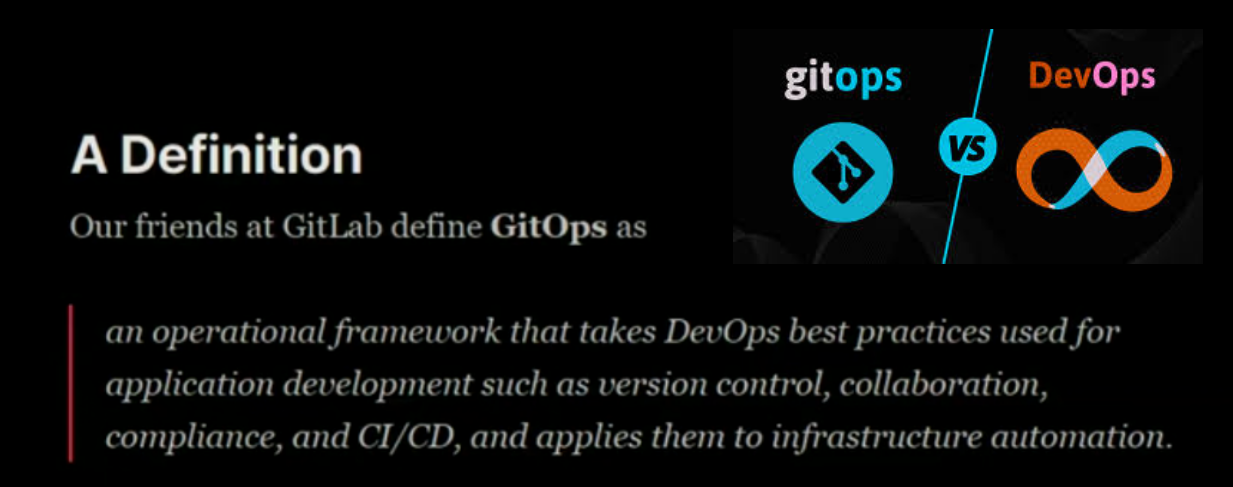 gitops
VS
DevOps
A Definition
Our friends at GitLab define GitOps as
an operational framework that takes DevOps best practices used for
application development such as version control, collaboration,
compliance, and CI/CD, and applies them to infrastructure automation.